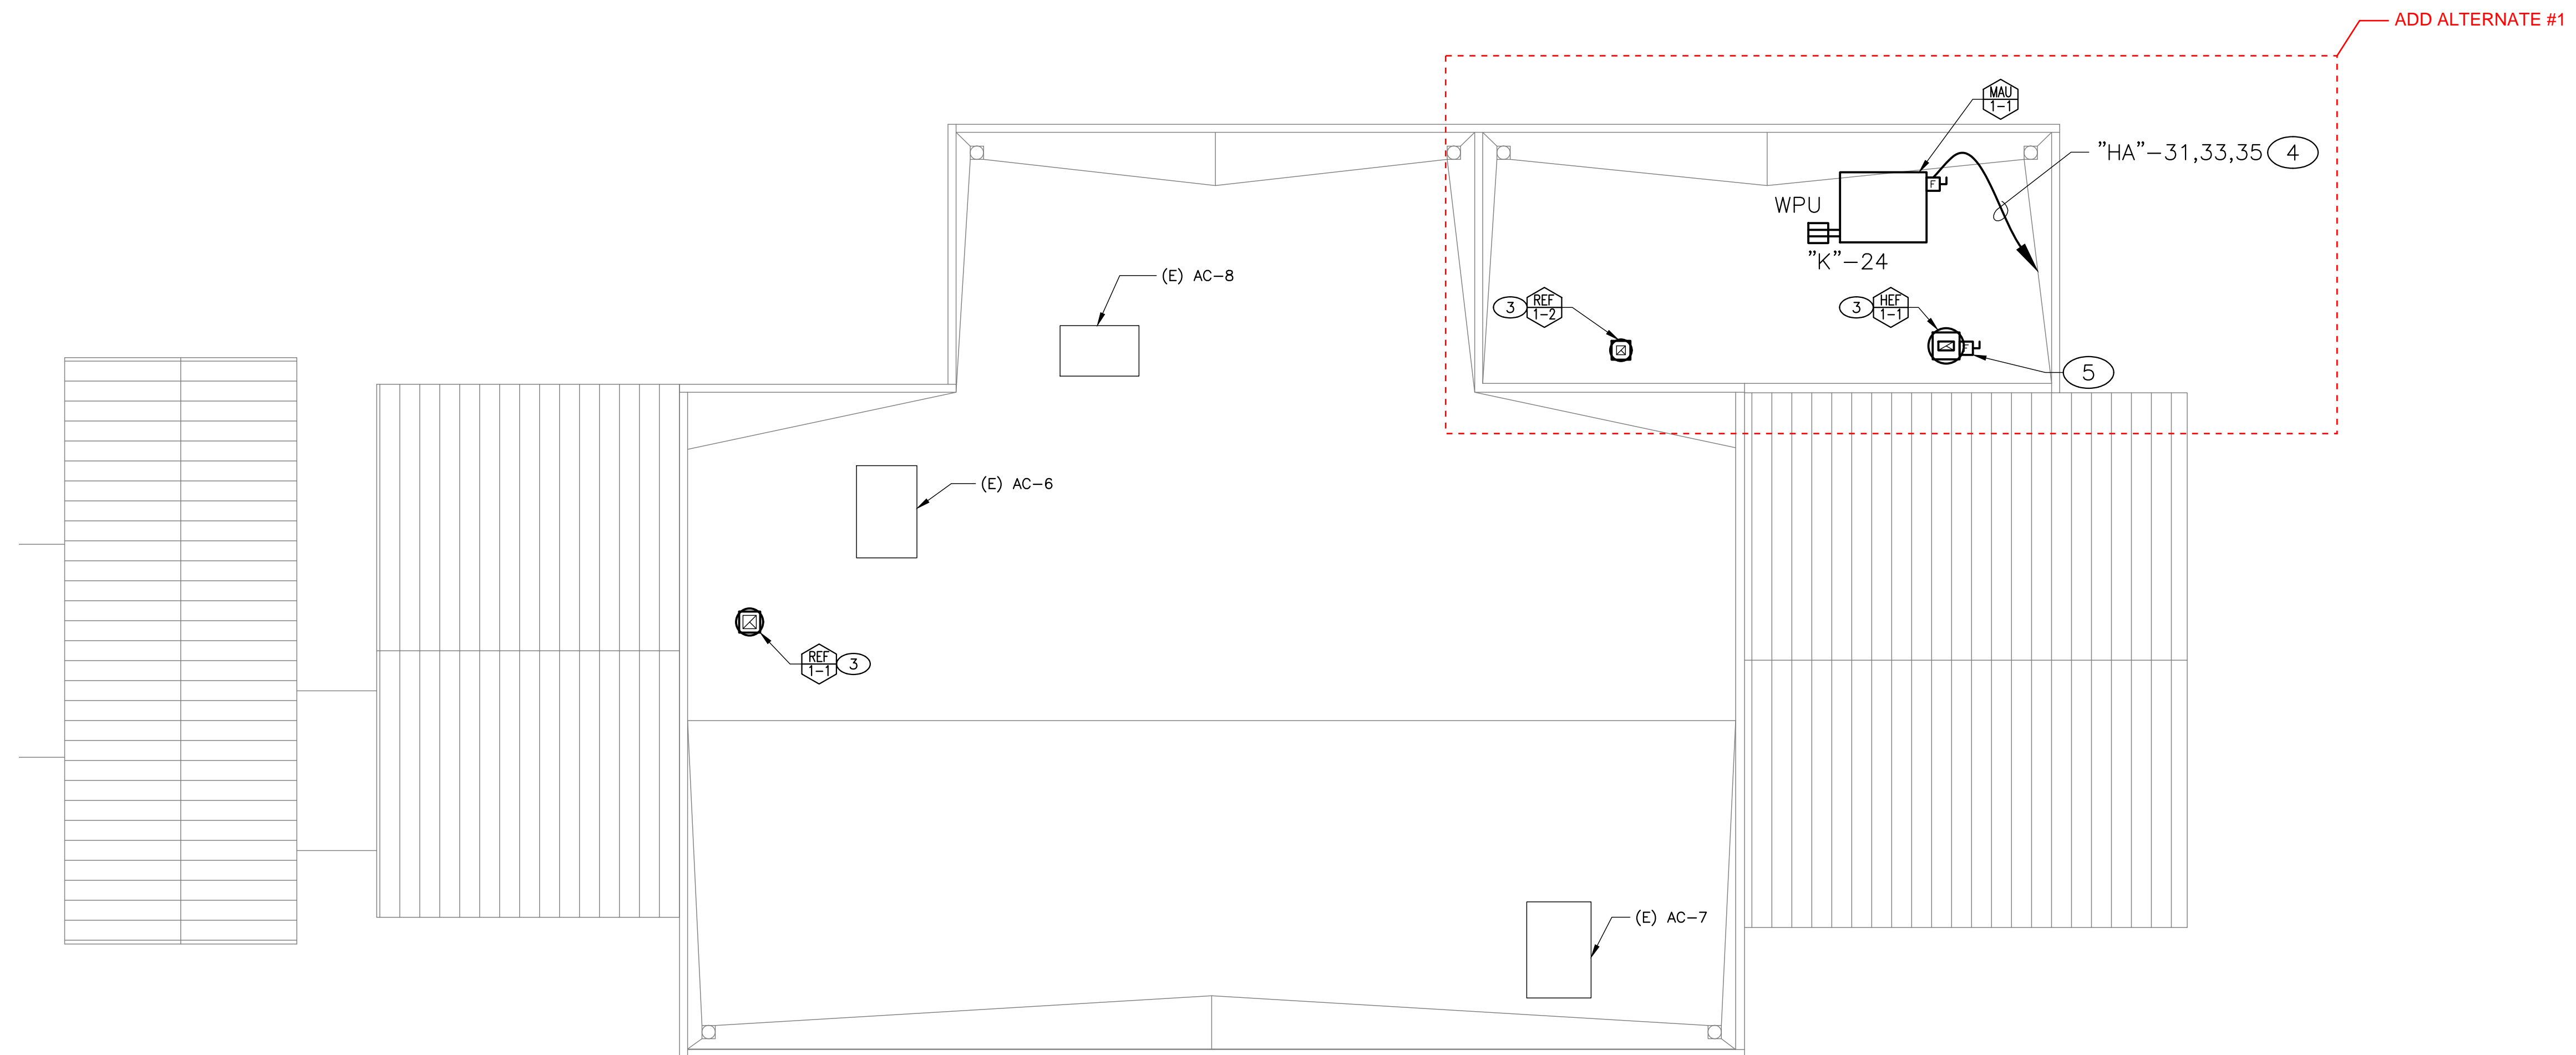 ADD ALTERNATE #1
MAU
1-1
"HA"-31,33,35 4
WPU
"K"-24
(E) AC-8
3 REF
1-2
3 HEF
1-1
F
F
5
(E) AC-6
REF 3
1-1
(E) AC-7